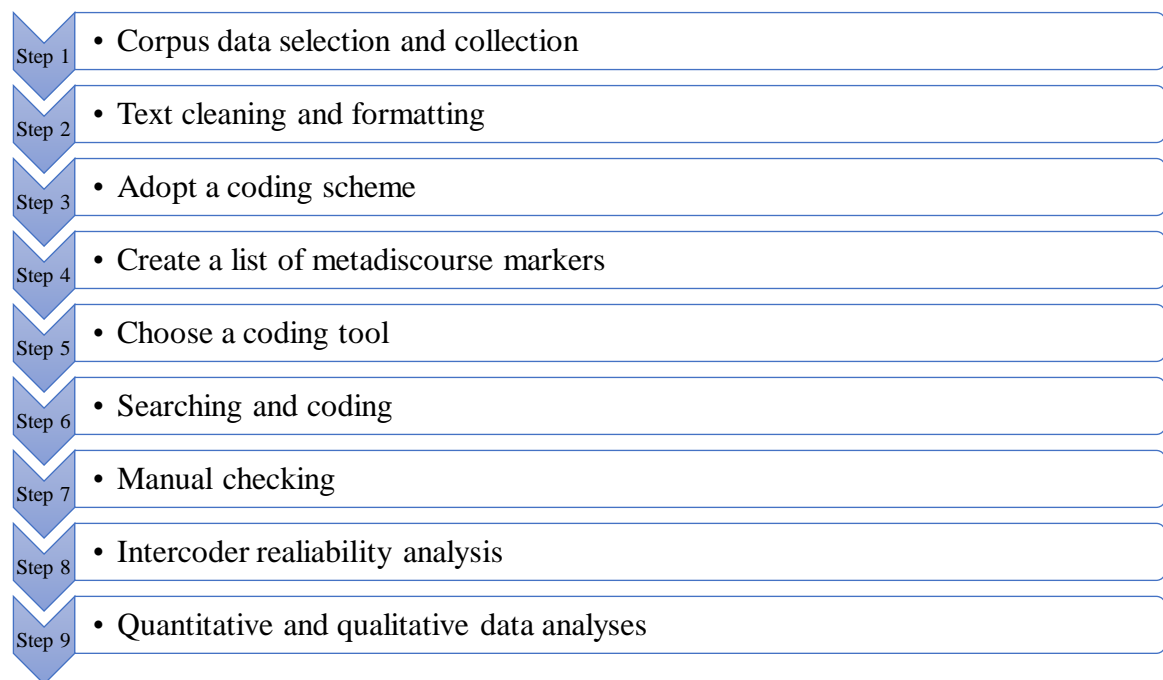 Step 1 • Corpus data selection and collection
Step 2 • Text cleaning and formatting
Step 3 • Adopt a coding scheme
Step 4 • Create a list of metadiscourse markers
Step 5 • Choose a coding tool
Step 6 • Searching and coding
Step 7 • Manual checking
Step 8 • Intercoder realiability analysis
Step 9 • Quantitative and qualitative data analyses